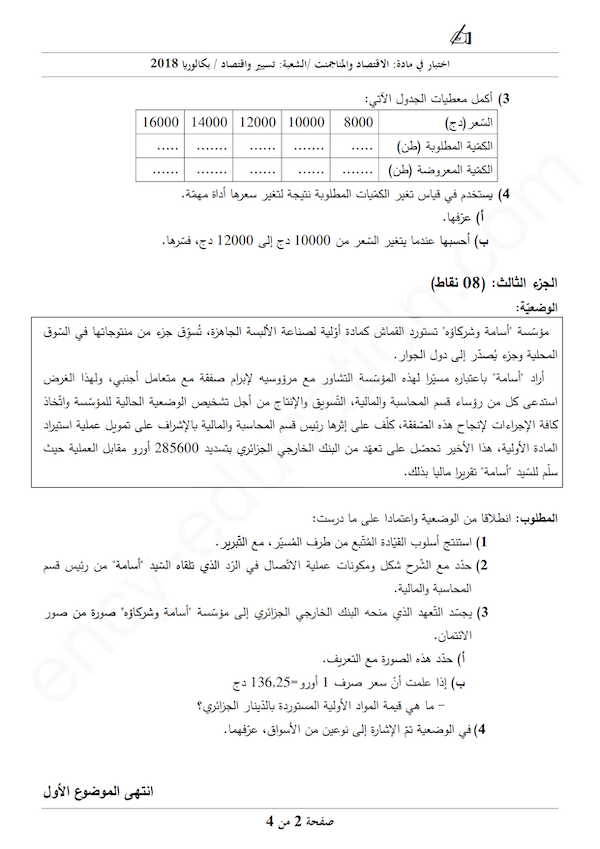 اختبار في مادة: الاقتصاد والمناجمنت /الشعبة: تسيير واقتصاد / بكالوريا 2018
3) أكمل معطيات الجدول الآتي:
السّعر(دج) 8000 10000 12000 14000 16000
الكمّية المطلوبة (طن) ..... ....... ...... ....... .....
الكمّية المعروضة (طن) ....... ....... ...... ....... ......
4) يستخدم في قياس تغير الكمّيات المطلوبة نتيجة لتغير سعرها أداة مهمّة.
أ) عرّفها.
ب) أحسبها عندما يتغير السّعر من 10000 دج إلى 12000 دج، فسّرها.
الجزء الثالث: (08 نقاط)
الوضعيّة:
مؤسّسة "أسامة وشركاؤه" تستورد القماش كمادة أوّلية لصناعة الألبسة الجاهزة، تُسوّق جزء من منتوجاتها في السّوق
المحلية وجزء يُصدّر إلى دول الجوار.
أراد "أسامة" باعتباره مسيّرا لهذه المؤسّسة التشاور مع مرؤوسيه لإبرام صفقة مع متعامل أجنبي، ولهذا الغرض
استدعى كل من رؤساء قسم المحاسبة والمالية، التّسويق والإنتاج من أجل تشخيص الوضعية الحالية للمؤسّسة واتّخاذ
كافة الإجراءات لإنجاح هذه الصّفقة، كلّف على إثرها رئيس قسم المحاسبة والمالية بالإشراف على تمويل عملية استيراد
المادة الأولية، هذا الأخير تحصّل على تعهّد من البنك الخارجي الجزائري بتسديد 285600 أورو مقابل العملية حيث
سلّم للسّيد "أسامة" تقريرا ماليا بذلك.
المطلوب: انطلاقا من الوضعية واعتمادا على ما درست:
1) استنتج أسلوب القيّادة المُتّبع من طرف المُسيّر، مع التّبرير.
2) حدّد مع الشّرح شكل ومكونات عملية الاتّصال في الرّد الذي تلقاه السّيد "أسامة" من رئيس قسم
المحاسبة والمالية.
3) يجسّد التّعهد الذي منحه البنك الخارجي الجزائري إلى مؤسّسة "أسامة وشركاؤه" صورة من صور
الائتمان.
أ) حدّد هذه الصورة مع التعريف.
ب) إذا علمت أنّ سعر صرف 1 أورو=136,25 دج
– ما هي قيمة المواد الأولية المستوردة بالدّينار الجزائري؟
4) في الوضعية تمّ الإشارة إلى نوعين من الأسواق، عرّفهما.
انتهى الموضوع الأول
صفحة 2 من 4
ency-education.com